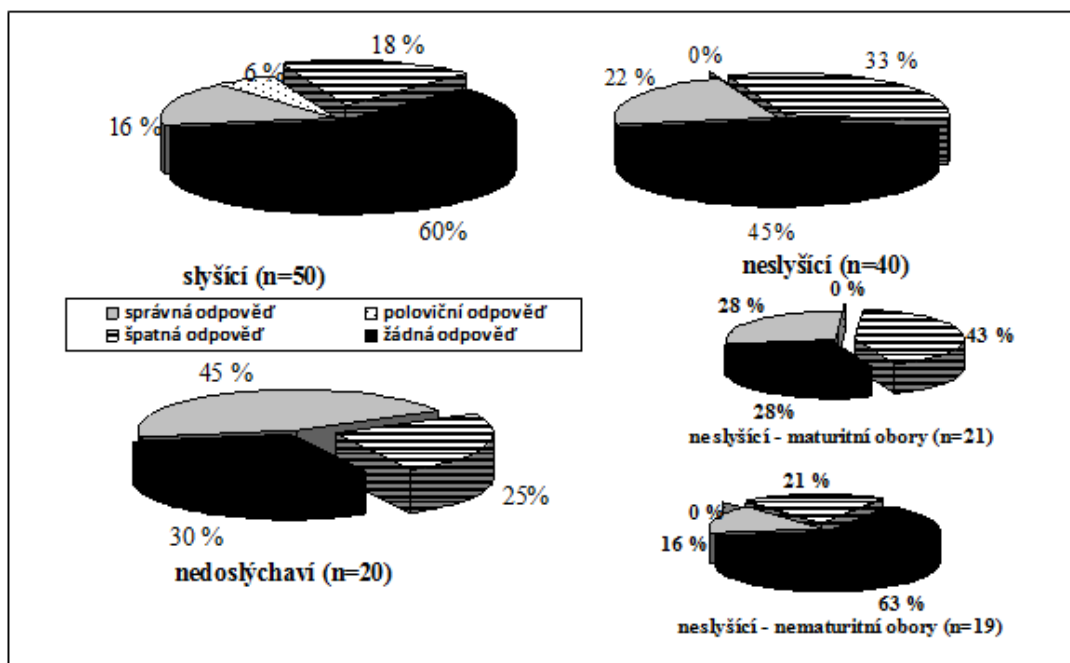 18 %
6 %
16 %
60%
slyšící (n=50)
0%
33 %
22 %
45%
neslyšící (n=40)
správná odpověď
poloviční odpověď
špatná odpověď
žádná odpověď
0 %
28 %
43 %
28%
neslyšící - maturitní obory (n=21)
45 %
25%
30 %
nedoslýchaví (n=20)
21 %
0 %
16 %
63 %
neslyšící - nematuritní obory (n=19)